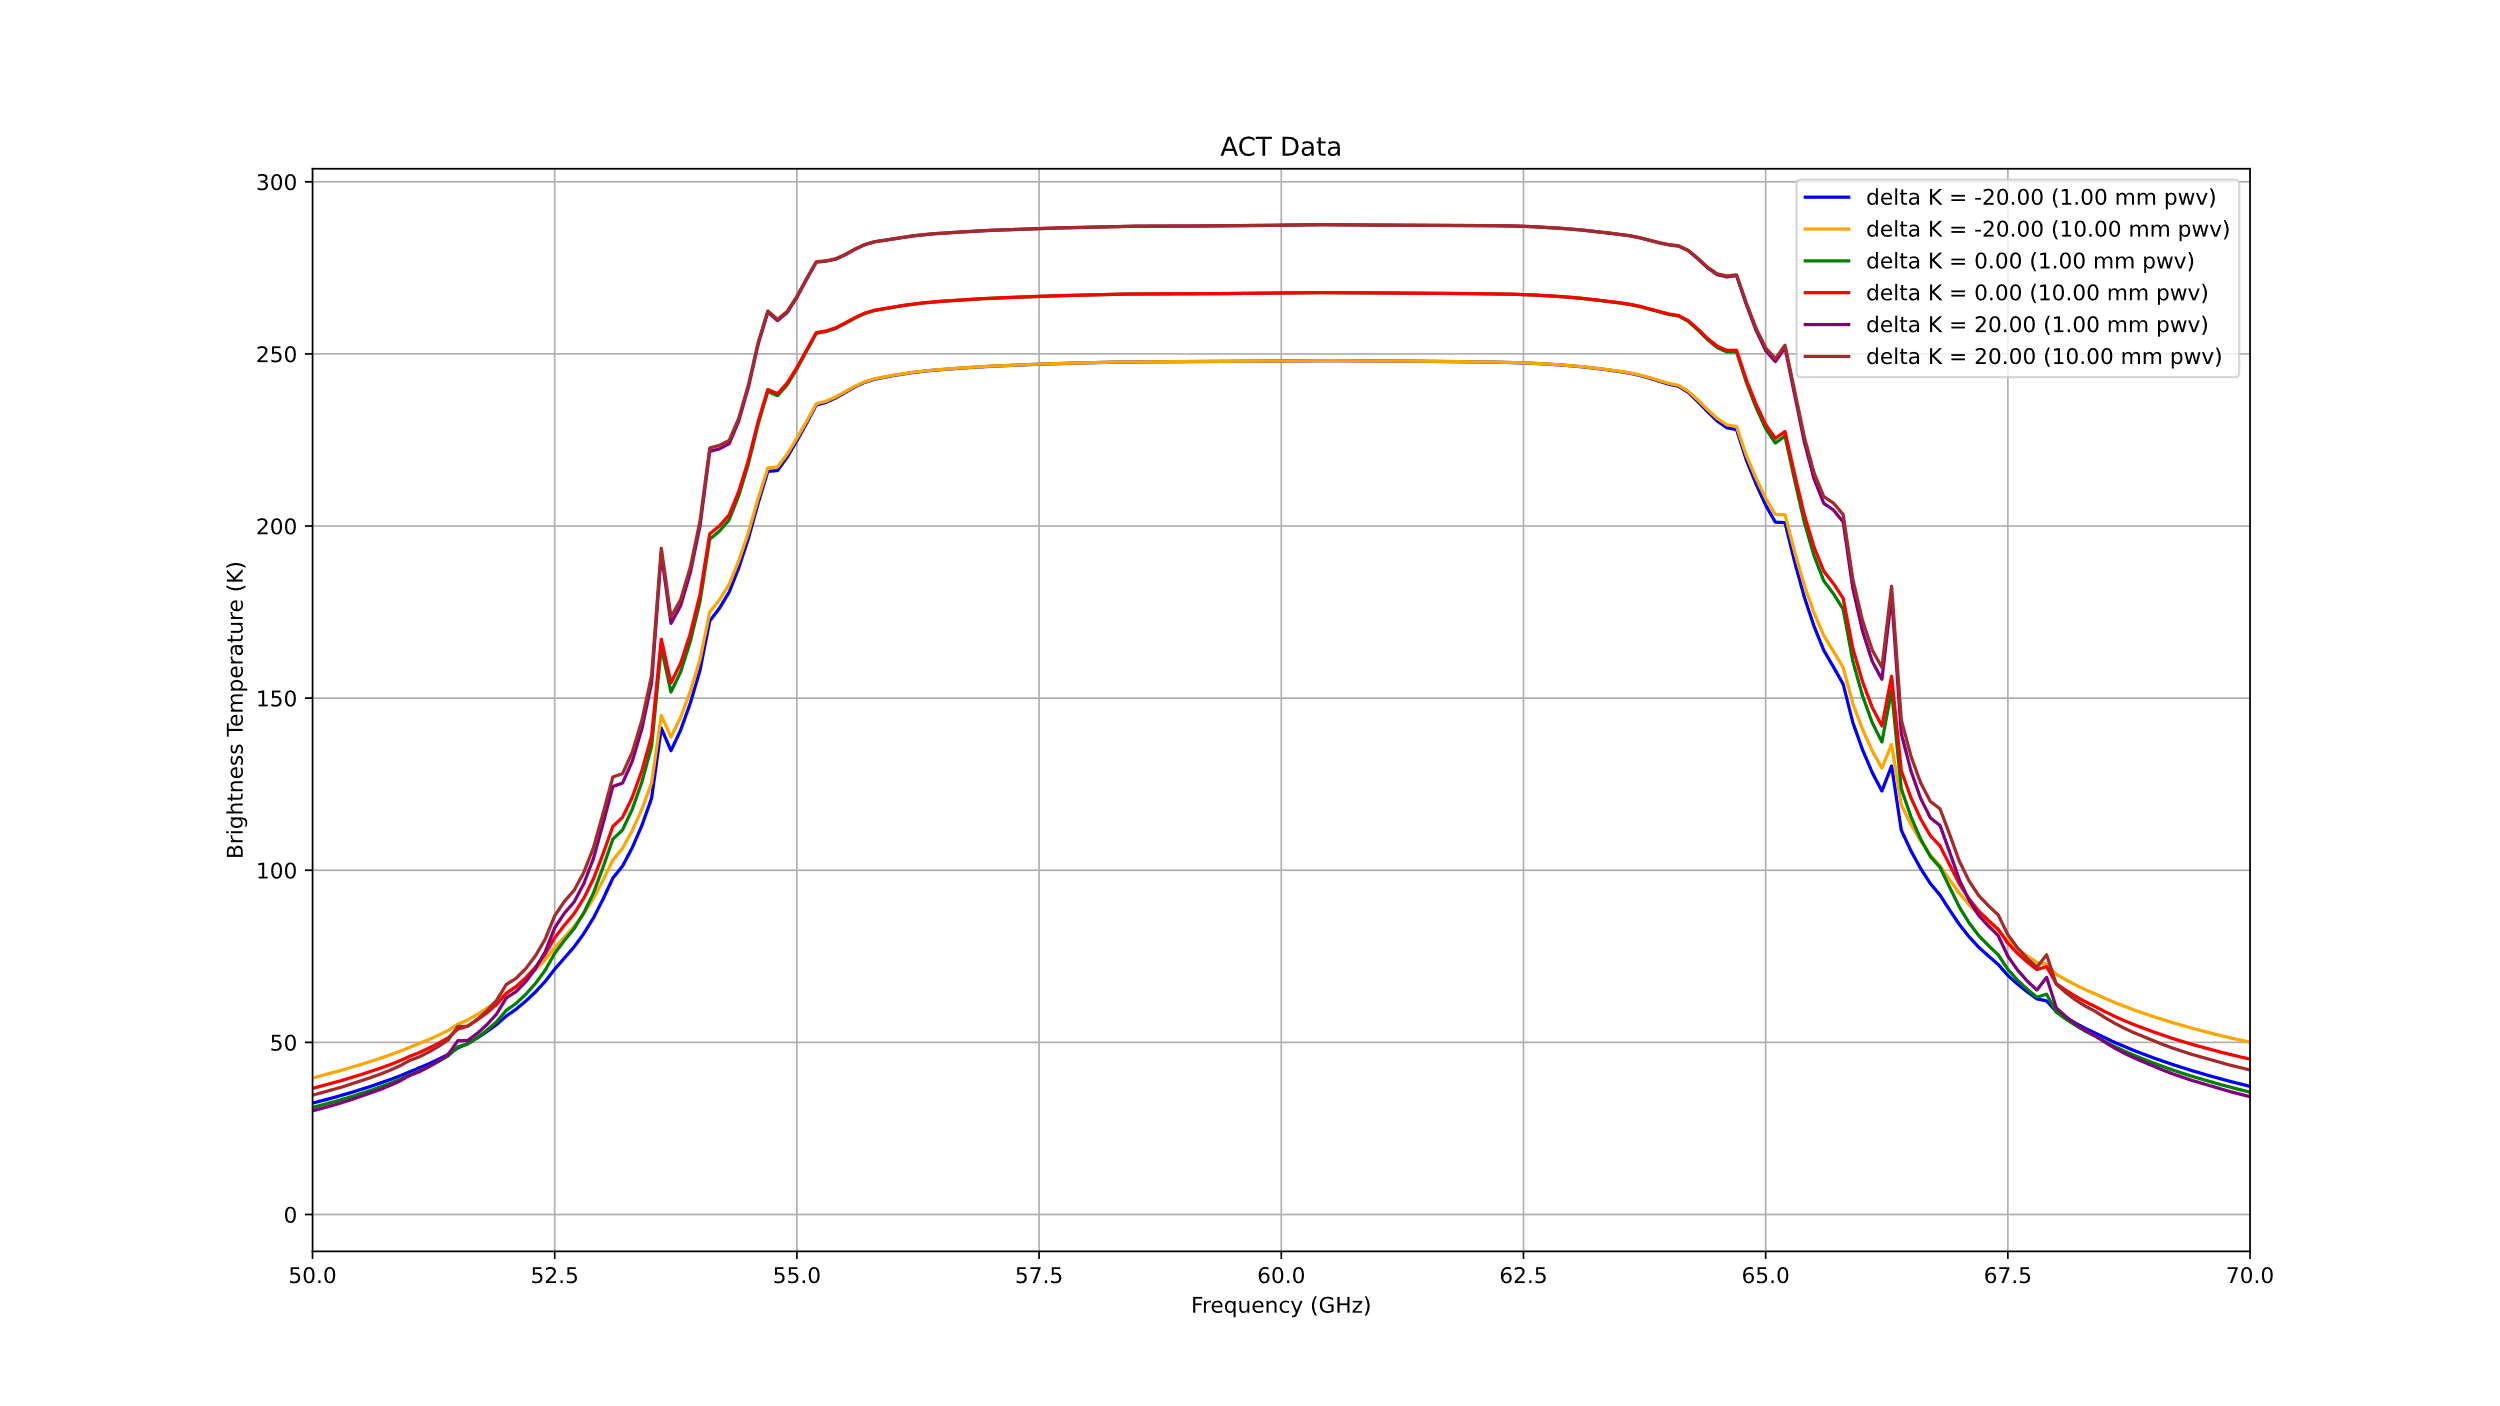 ACT Data
300
250
200
150
100
50
0
Brightness Temperature (K)
delta K = -20.00 (1.00 mm pwv)
delta K = -20.00 (10.00 mm pwv)
delta K = 0.00 (1.00 mm pwv)
delta K = 0.00 (10.00 mm pwv)
delta K = 20.00 (1.00 mm pwv)
delta K = 20.00 (10.00 mm pwv)
50.0 52.5 55.0 57.5 60.0 62.5 65.0 67.5 70.0
Frequency (GHz)